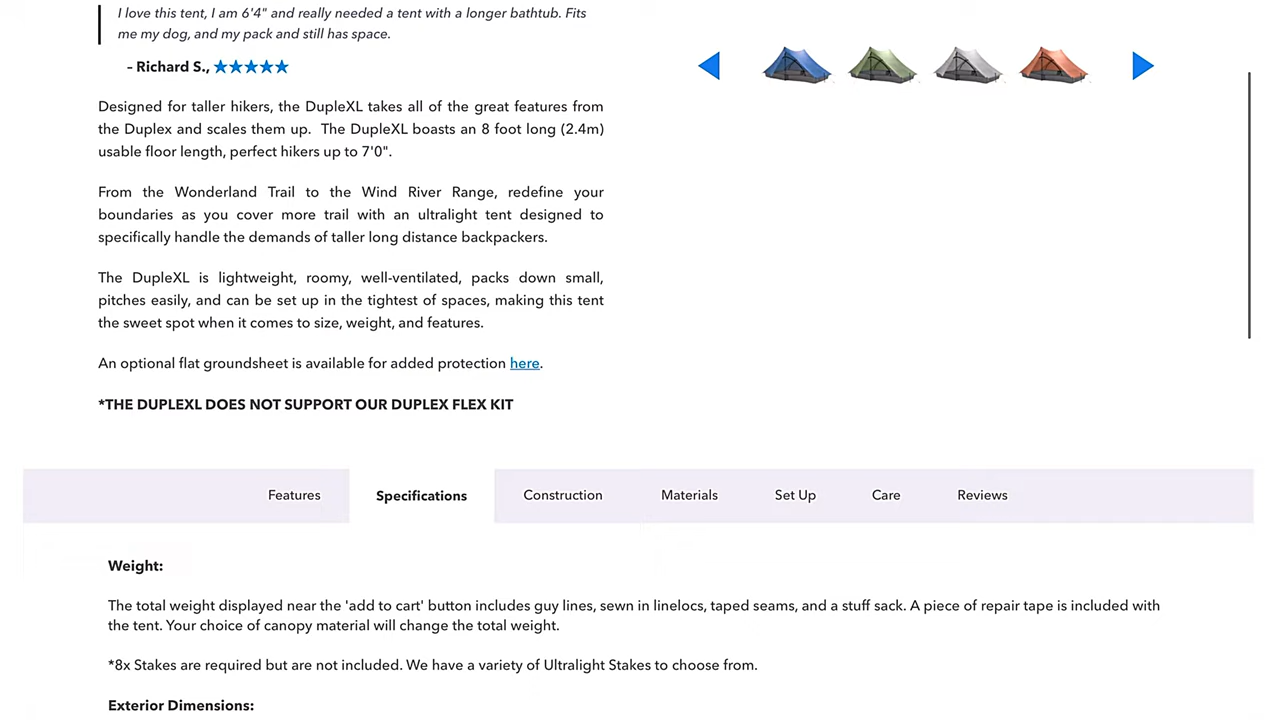 I love this tent, I am 6'4" and really needed a tent with a longer bathtub. Fits
me my dog, and my pack and still has space.
– Richard S., ★★★★★
Designed for taller hikers, the DupleXL takes all of the great features from
the Duplex and scales them up. The DupleXL boasts an 8 foot long (2.4m)
usable floor length, perfect hikers up to 7'0".
From the Wonderland Trail to the Wind River Range, redefine your
boundaries as you cover more trail with an ultralight tent designed to
specifically handle the demands of taller long distance backpackers.
The DupleXL is lightweight, roomy, well-ventilated, packs down small,
pitches easily, and can be set up in the tightest of spaces, making this tent
the sweet spot when it comes to size, weight, and features.
An optional flat groundsheet is available for added protection here.
*THE DUPLEXL DOES NOT SUPPORT OUR DUPLEX FLEX KIT
Features Specifications Construction Materials Set Up Care Reviews
Weight:
The total weight displayed near the 'add to cart' button includes guy lines, sewn in linelocs, taped seams, and a stuff sack. A piece of repair tape is included with
the tent. Your choice of canopy material will change the total weight.
*8x Stakes are required but are not included. We have a variety of Ultralight Stakes to choose from.
Exterior Dimensions: